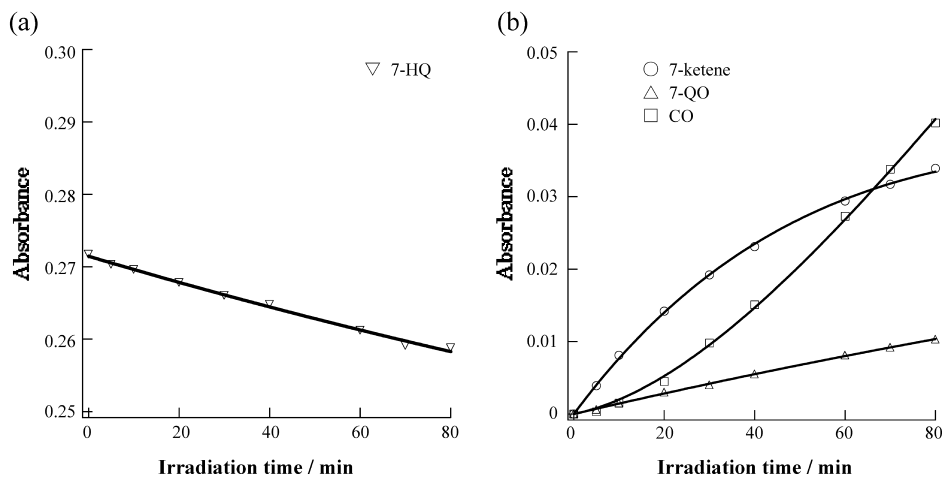 (a)
0.30
0.29
0.28
0.27
0.26
0.25
Absorbance
7-HQ
0 20 40 60 80
Irradiation time / min
(b)
0.05
0.04
0.03
0.02
0.01
0
Absorbance
7-ketene
7-QO
CO
0 20 40 60 80
Irradiation time / min